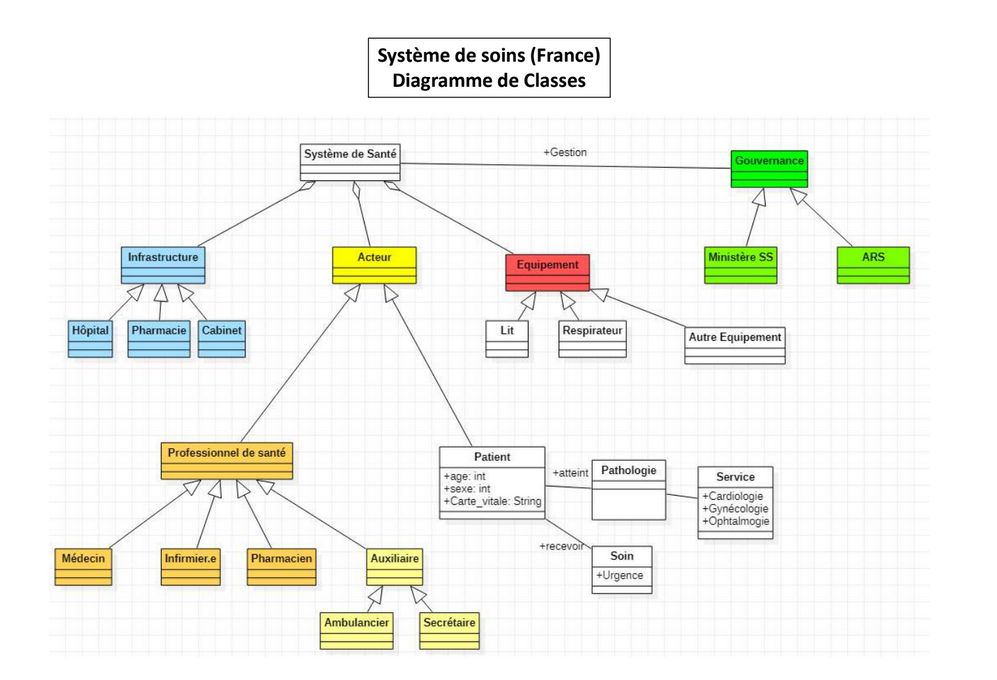 Système de soins (France)
Diagramme de Classes
Système de Santé
+Gestion
Gouvernance
Infrastructure
Acteur
Equipement
Ministère SS
ARS
Hôpital
Pharmacie
Cabinet
Lit
Respirateur
Autre Equipement
Professionnel de santé
Patient
+age: int
+sexe: int
+Carte_vitale: String
+atteint
Pathologie
Service
+Cardiologie
+Gynécologie
+Ophtalmogie
+recevoir
Soin
+Urgence
Médecin
Infirmier.e
Pharmacien
Auxiliaire
Ambulancier
Secrétaire